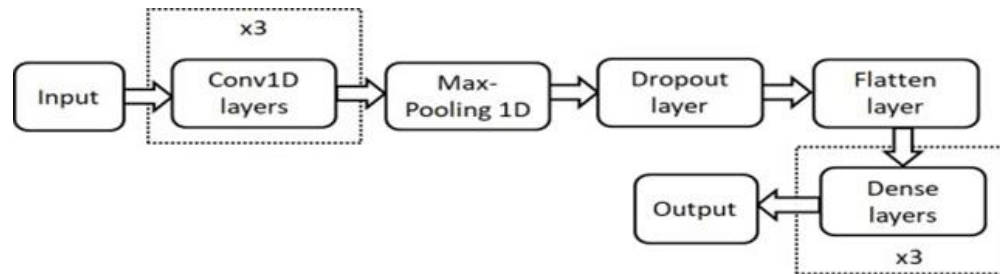 x3
Input
Conv1D
layers
Max-
Pooling 1D
Dropout
layer
Flatten
layer
Dense
layers
x3
Output